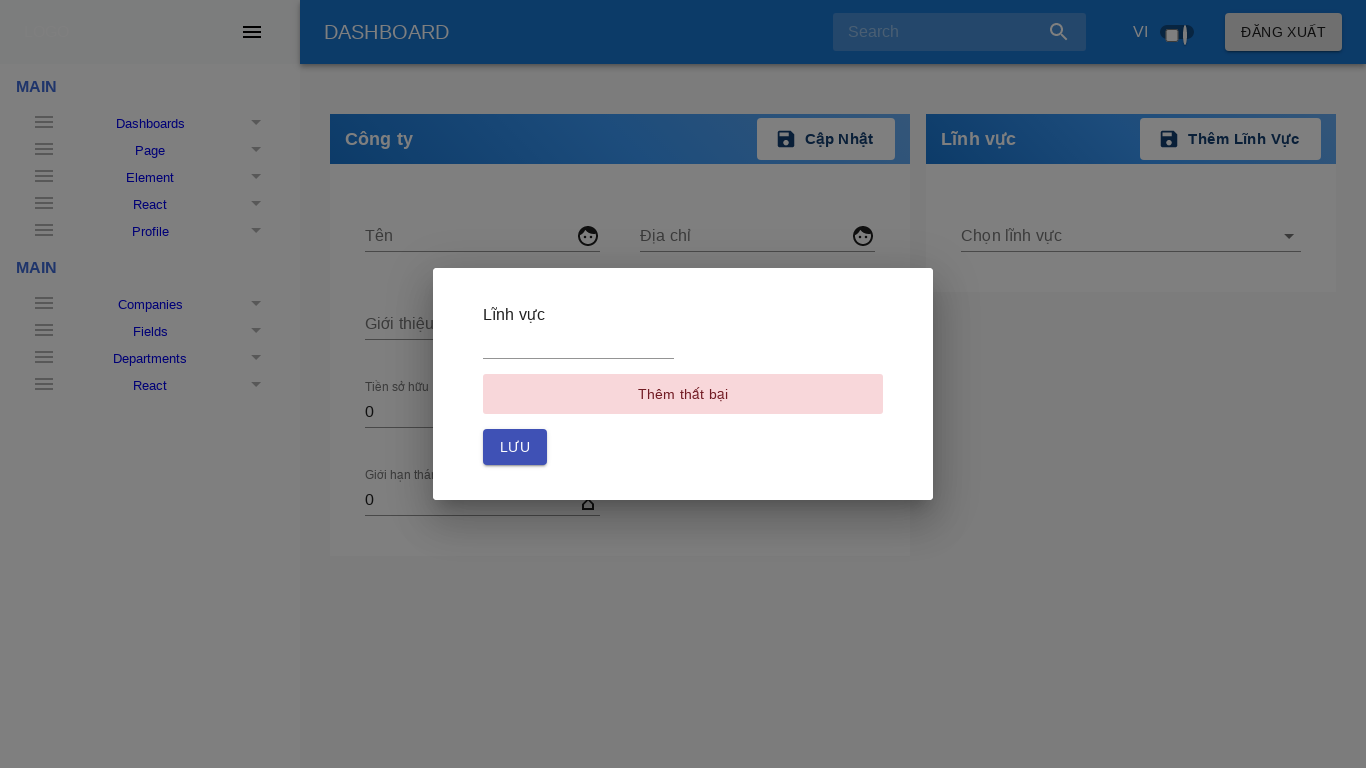 DASHBOARD
Search
VI
ĐĂNG XUẤT
MAIN
Dashboards
Page
Element
React
Profile
MAIN
Companies
Fields
Departments
React
Công ty
Cập Nhật
Tên
Địa chỉ
Giới thiệu
Tiền sở hữu
0
Giới hạn thán
0
Lĩnh vực
Thêm Lĩnh Vực
Chọn lĩnh vực
Lĩnh vực
Thêm thất bại
LƯU